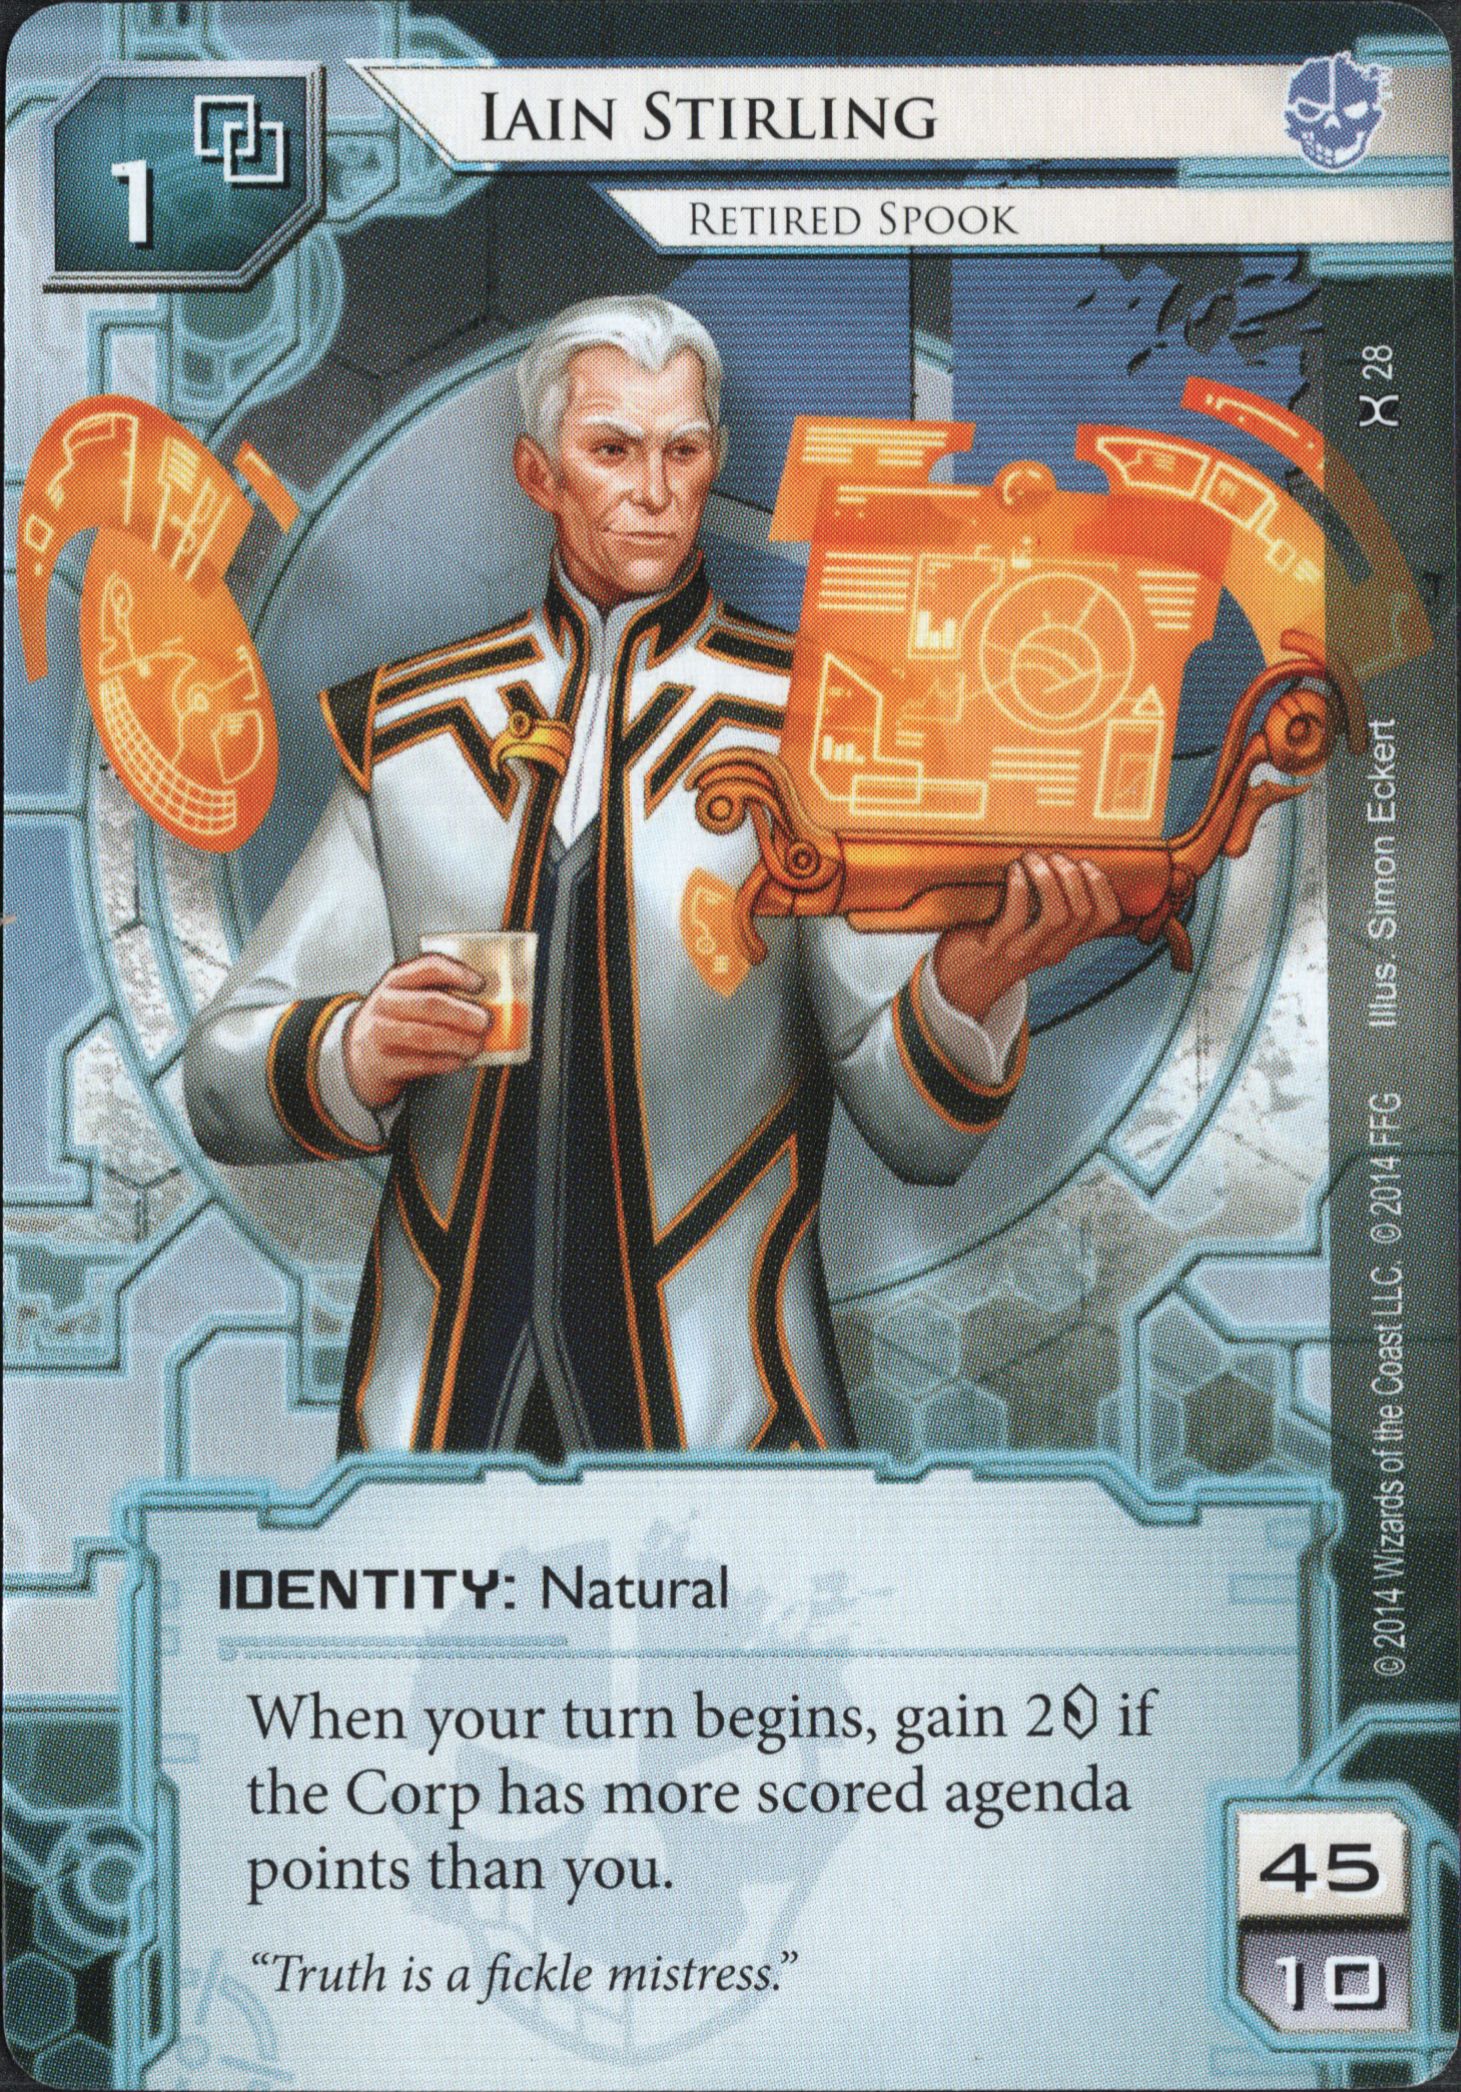 1
IAIN STIRLING
RETIRED SPOOK
28
Illus. Simon Eckert
©2014 Wizards of the Coast LLC. ©2014 FFG
IDENTITY: Natural
When your turn begins, gain 2 if
the Corp has more scored agenda
points than you.
“Truth is a fickle mistress.”
45
10